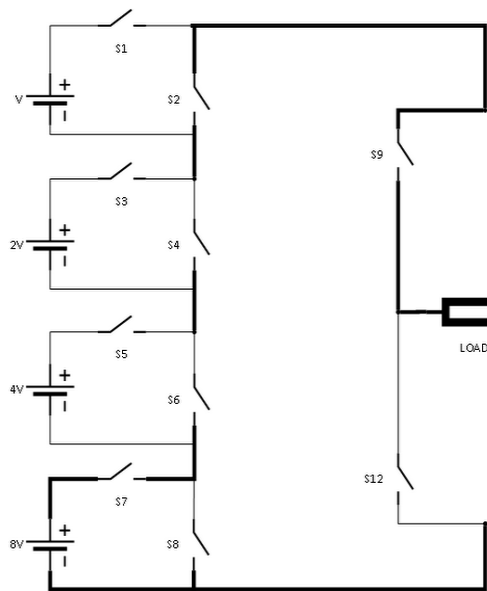 S1
+
V
S2
S9
S3
+
2V
S4
LOAD
S5
+
4V
S6
S12
S7
+
8V
S8